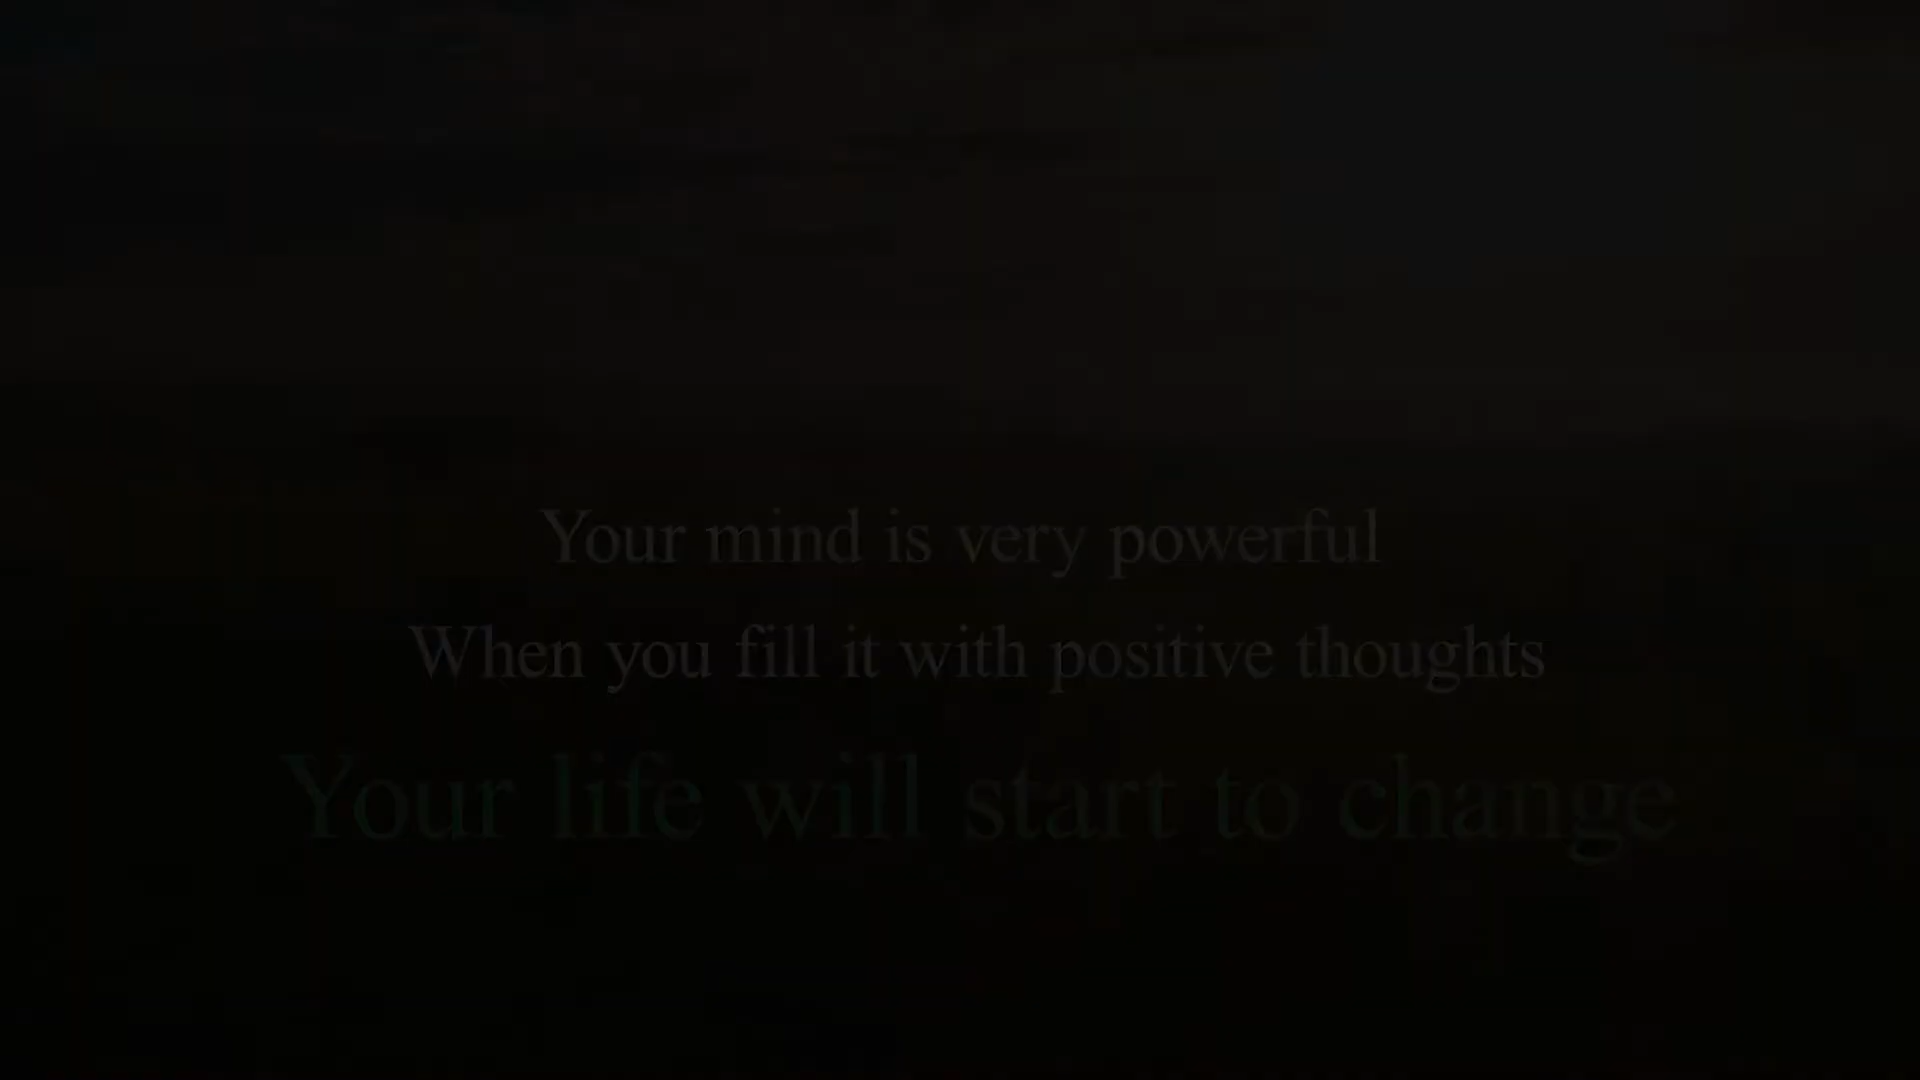 Your mind is very powerful
When you fill it with positive thoughts
Your life will start to change